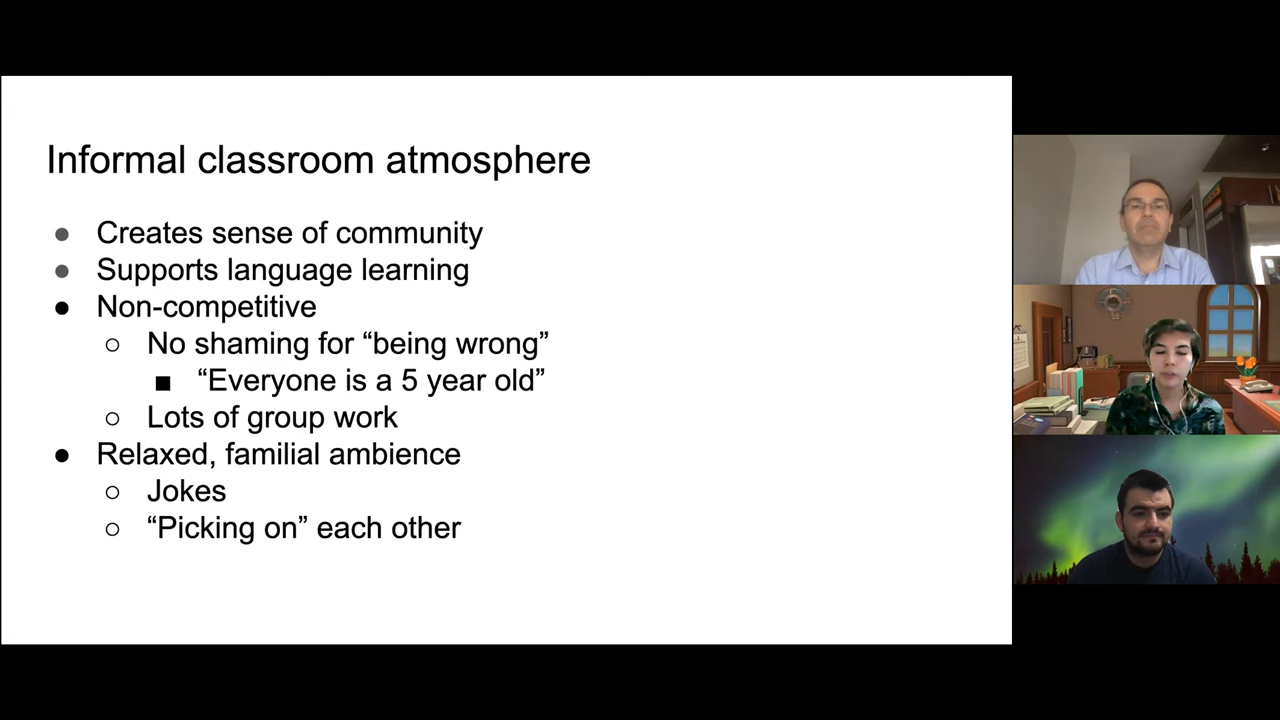 Informal classroom atmosphere
● Creates sense of community
● Supports language learning
● Non-competitive
○ No shaming for “being wrong”
■ “Everyone is a 5 year old”
○ Lots of group work
● Relaxed, familial ambience
○ Jokes
○ “Picking on” each other